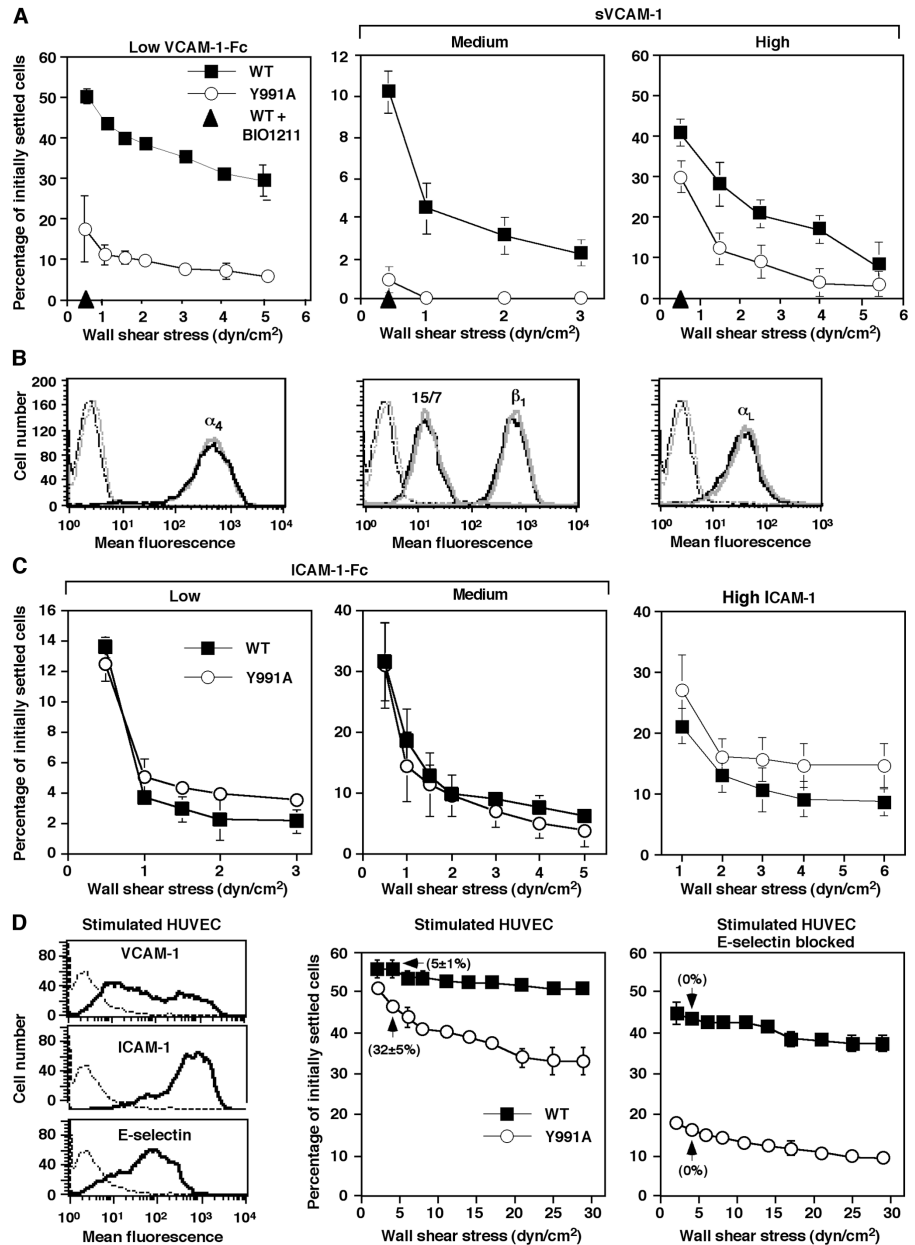 A
sVCAM-1
Low VCAM-1-Fc
Medium
High
WT
Y991A
WT +
BIO1211
Percentage of initially settled cells
60
50
40
30
20
10
0
0 1 2 3 4 5 6
Wall shear stress (dyn/cm²)
12
10
8
6
4
2
0
0 1 2 3
Wall shear stress (dyn/cm²)
60
50
40
30
20
10
0
0 1 2 3 4 5 6
Wall shear stress (dyn/cm²)
B
Cell number
200
160
120
80
40
0
α4
10⁰ 10¹ 10² 10³ 10⁴
Mean fluorescence
15/7
β1
10⁰ 10¹ 10² 10³ 10⁴
Mean fluorescence
αL
10⁰ 10¹ 10² 10³
Mean fluorescence
C
ICAM-1-Fc
Low
Medium
High ICAM-1
WT
Y991A
Percentage of initially settled cells
16
14
12
10
8
6
4
2
0
0 1 2 3
Wall shear stress (dyn/cm²)
40
30
20
10
0
0 1 2 3 4 5
Wall shear stress (dyn/cm²)
40
30
20
10
0
1 2 3 4 5 6
Wall shear stress (dyn/cm²)
D
Stimulated HUVEC
VCAM-1
80
40
0
ICAM-1
80
40
0
E-selectin
80
40
0
Cell number
10⁰ 10¹ 10² 10³ 10⁴
Mean fluorescence
Stimulated HUVEC
Percentage of initially settled cells
60
50
40
30
20
10
0
(5±1%)
(32±5%)
WT
Y991A
0 5 10 15 20 25 30
Wall shear stress (dyn/cm²)
Stimulated HUVEC
E-selectin blocked
60
50
40
30
20
10
0
(0%)
(0%)
0 5 10 15 20 25 30
Wall shear stress (dyn/cm²)